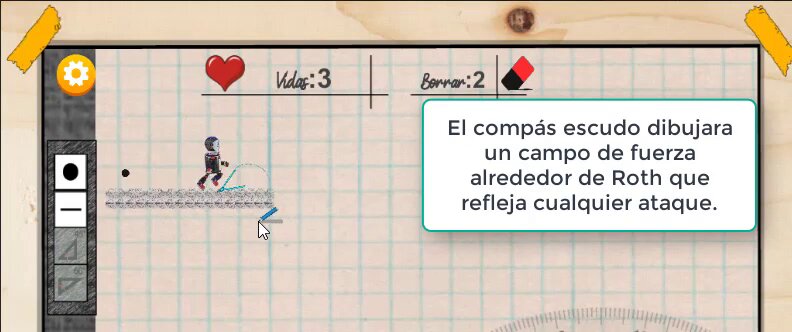 Vidas:3
Borrar:2
El compás escudo dibujara
un campo de fuerza
alrededor de Roth que
refleja cualquier ataque.